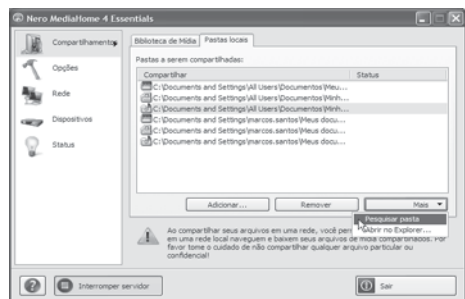 Nero MediaHome 4 Essentials
Compartilhamentos
Opções
Rede
Dispositivos
Status
Biblioteca de Mídia
Pastas locais
Pastas a serem compartilhadas:
Compartilhar
Status
C:\Documents and Settings\All Users\Documentos\Meu...
C:\Documents and Settings\All Users\Documentos\Minh...
C:\Documents and Settings\All Users\Documentos\Minh...
C:\Documents and Settings\marcos.santos\Meus docu...
C:\Documents and Settings\marcos.santos\Meus docu...
C:\Documents and Settings\marcos.santos\Meus docu...
Adicionar...
Remover
Mais
Pesquisar pasta
Abrir no Explorer...
Ao compartilhar seus arquivos em uma rede, você
em uma rede local naveguem e baixem seus arquivos de mídia compartilhados. Por
favor tome o cuidado de não compartilhar qualquer arquivo particular ou
confidencial!
Interromper servidor
Sair